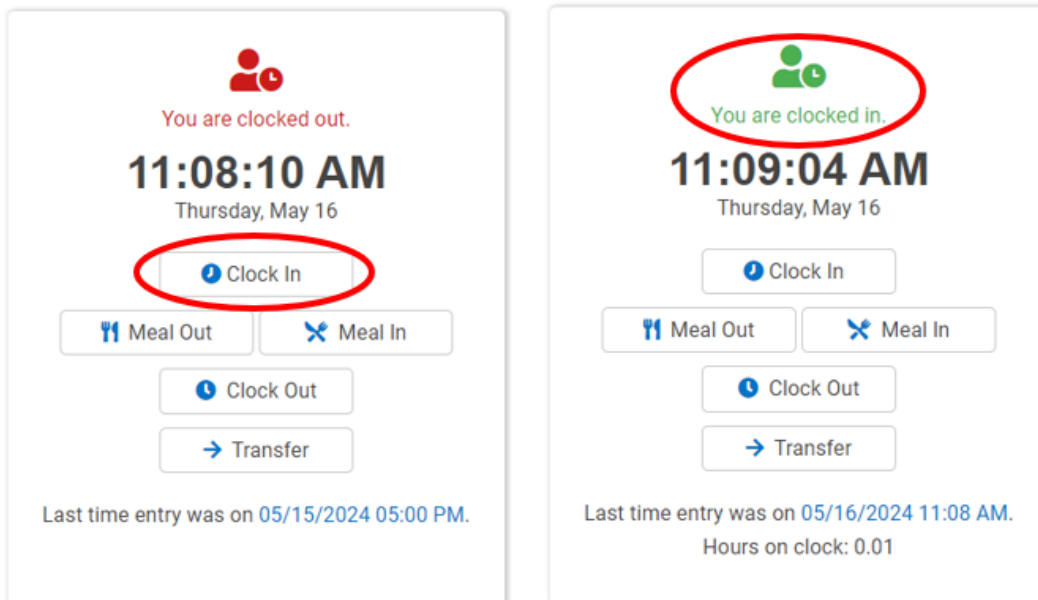 You are clocked out.
11:08:10 AM
Thursday, May 16
Clock In
Meal Out
Meal In
Clock Out
Transfer
Last time entry was on 05/15/2024 05:00 PM.
You are clocked in.
11:09:04 AM
Thursday, May 16
Clock In
Meal Out
Meal In
Clock Out
Transfer
Last time entry was on 05/16/2024 11:08 AM.
Hours on clock: 0.01